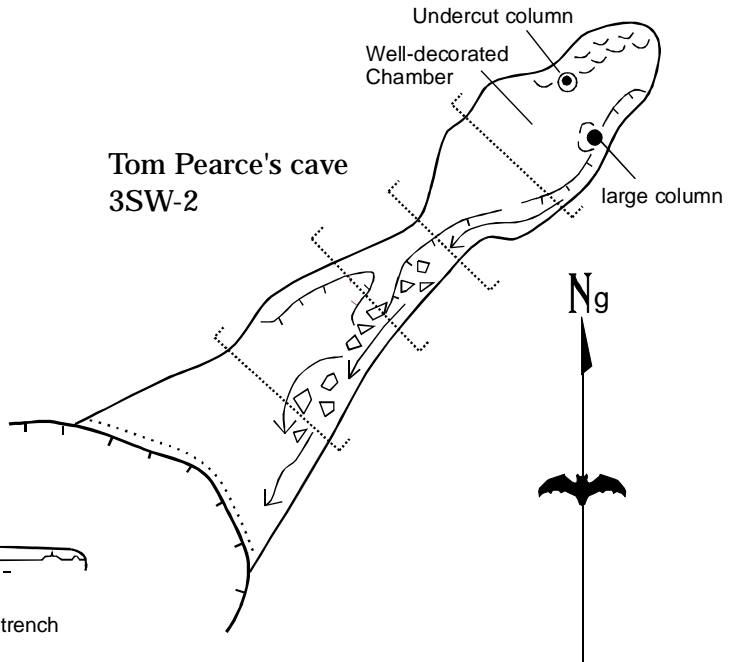 Undercut column
Well-decorated
Chamber
Tom Pearce's cave
3SW-2
large column
Ng
trench